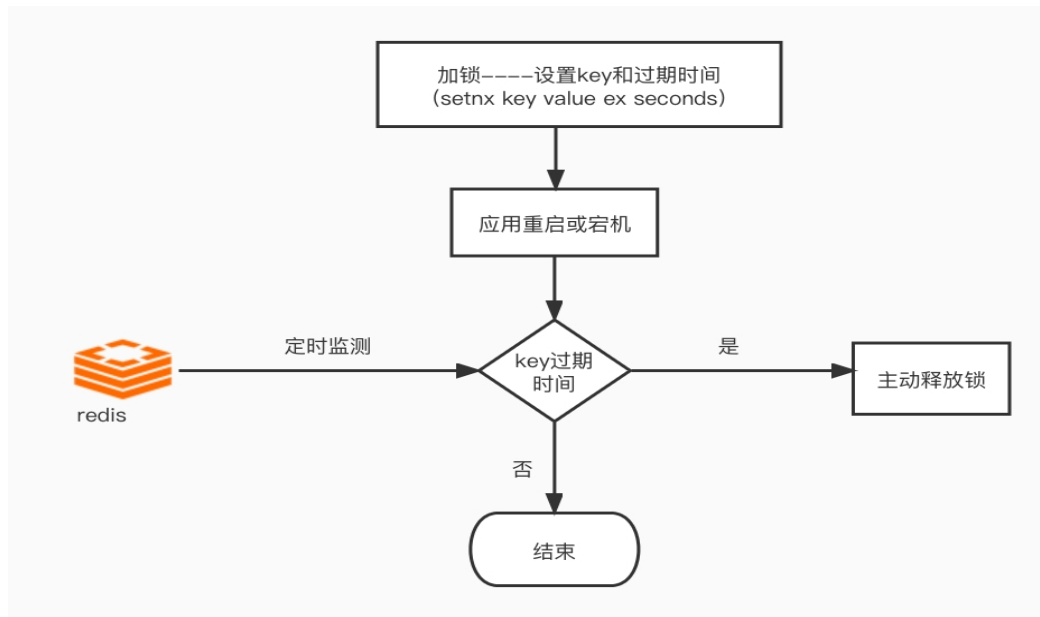 加锁----设置key和过期时间
(setnx key value ex seconds)
应用重启或宕机
定时监测
key过期
时间
是
主动释放锁
redis
否
结束